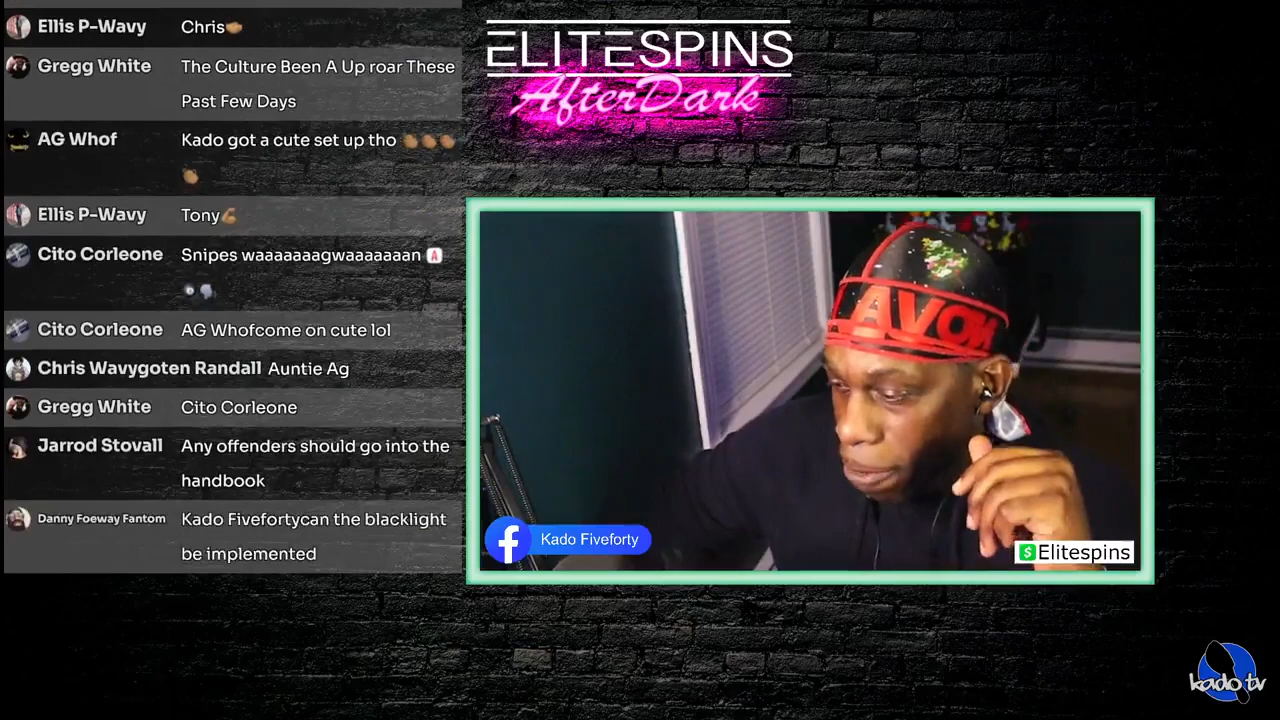 Ellis P-Wavy Chris
Gregg White The Culture Been A Up roar These
Past Few Days
AG Whof Kado got a cute set up tho
Ellis P-Wavy Tony
Cito Corleone Snipes waaaaaaagwaaaaaaan A
Cito Corleone AG Whofcome on cute lol
Chris Wavygoten Randall Auntie Ag
Gregg White Cito Corleone
Jarrod Stovall Any offenders should go into the
handbook
Danny Foeway Fantom Kado Fivefortycan the blacklight
be implemented
ELITESPINS
AfterDark
Kado Fiveforty
$ Elitespins
kado tv